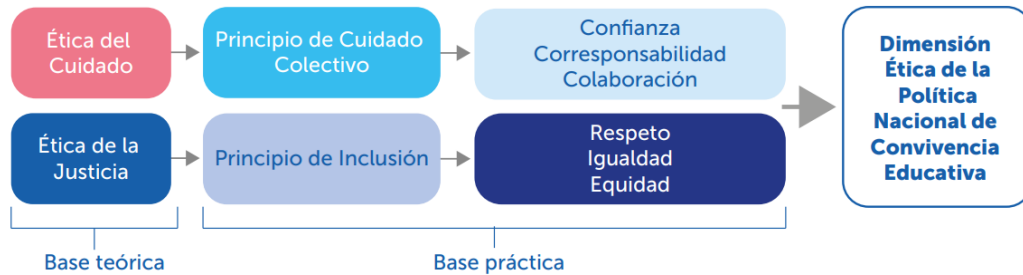 Ética del
Cuidado
Principio de Cuidado
Colectivo
Confianza
Corresponsabilidad
Colaboración
Ética de la
Justicia
Principio de Inclusión
Respeto
Igualdad
Equidad
Dimensión
Ética de la
Política
Nacional de
Convivencia
Educativa
Base teórica
Base práctica